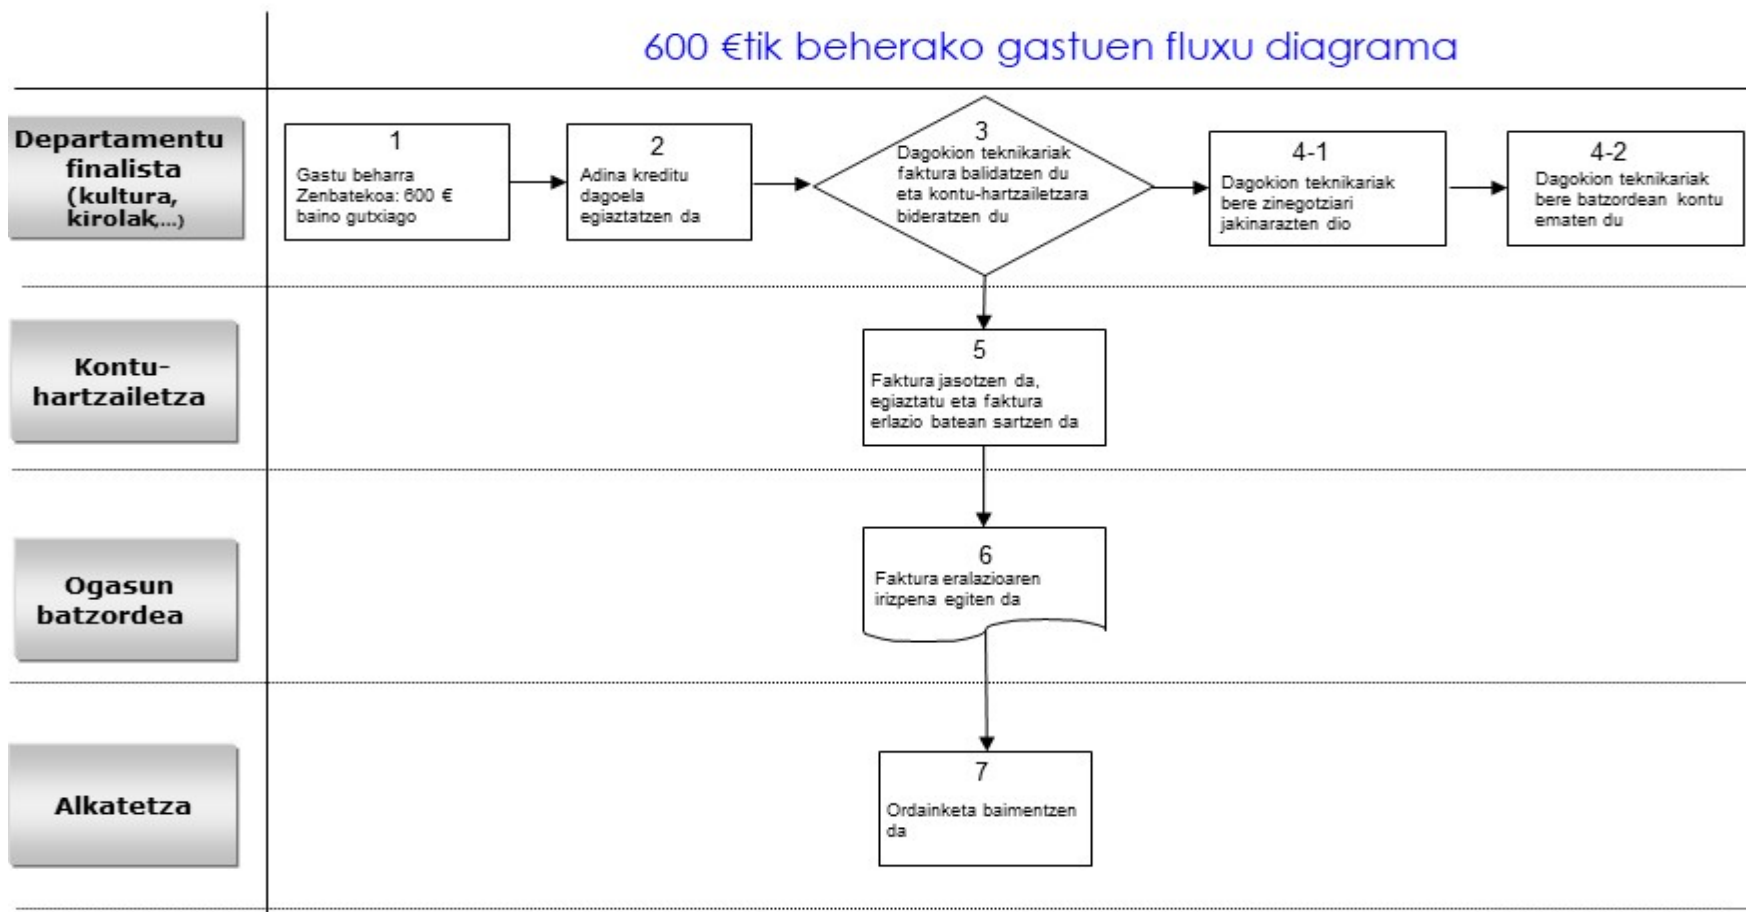 600 €tik beherako gastuen fluxu diagrama
Departamentu
finalista
(kultura,
kirolak,...)
1
Gastu beharra
Zenbatekoa: 600 €
baino gutxiago
2
Adina kreditu
dagoela
egiaztatzen da
3
Dagokion teknikariak
faktura balidatzen du
eta kontu-hartzailetzara
bideratzen du
4-1
Dagokion teknikariak
bere zinegotziari
jakinarazten dio
4-2
Dagokion teknikariak
bere batzordean kontu
ematen du
Kontu-
hartzailetza
5
Faktura jasotzen da,
egiaztatu eta faktura
erlazio batean sartzen da
Ogasun
batzordea
6
Faktura eralazioaren
irizpena egiten da
Alkatetza
7
Ordainketa baimentzen
da